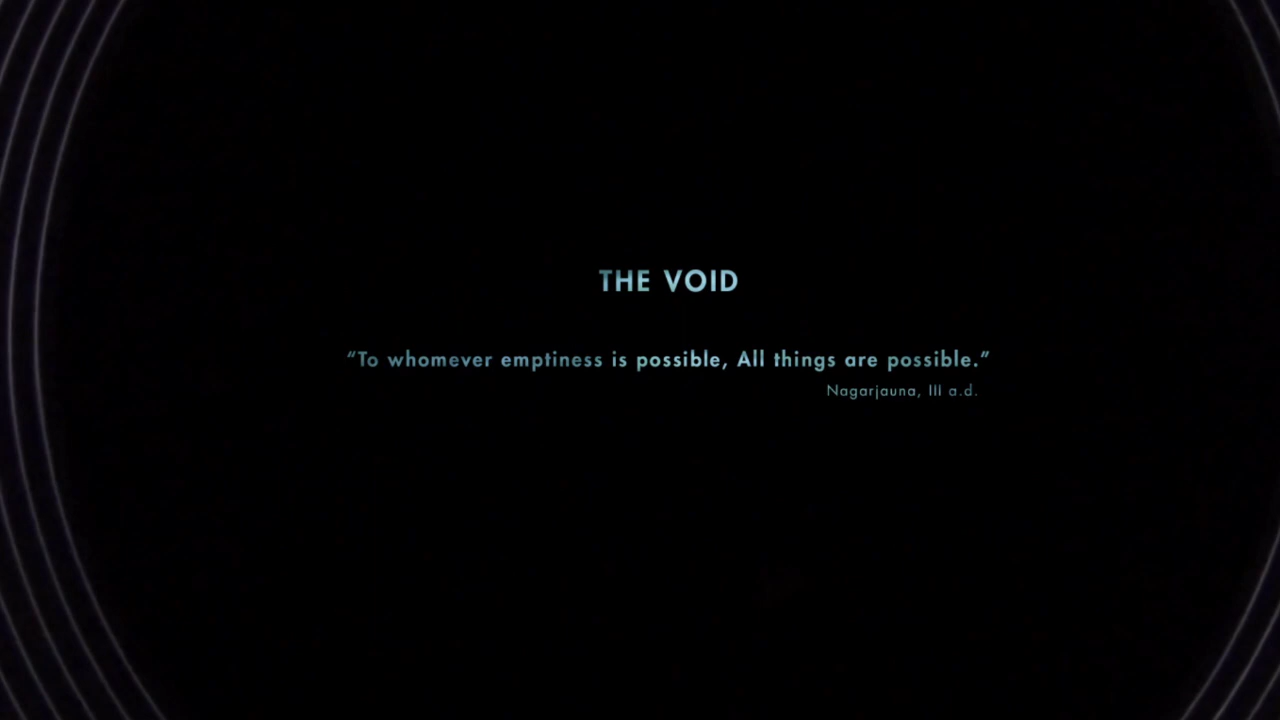 THE VOID
“To whomever emptiness is possible, All things are possible.”
Nagarjauna, III a.d.